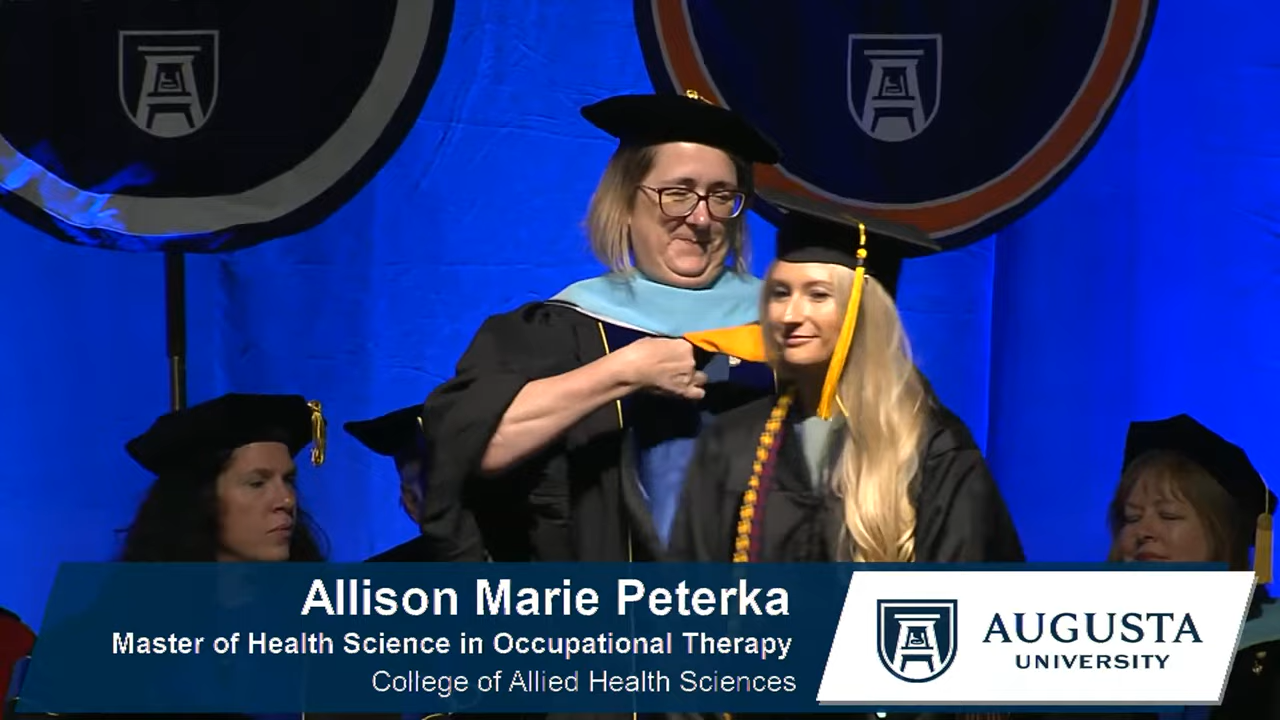 Allison Marie Peterka
Master of Health Science in Occupational Therapy
College of Allied Health Sciences
AUGUSTA
UNIVERSITY